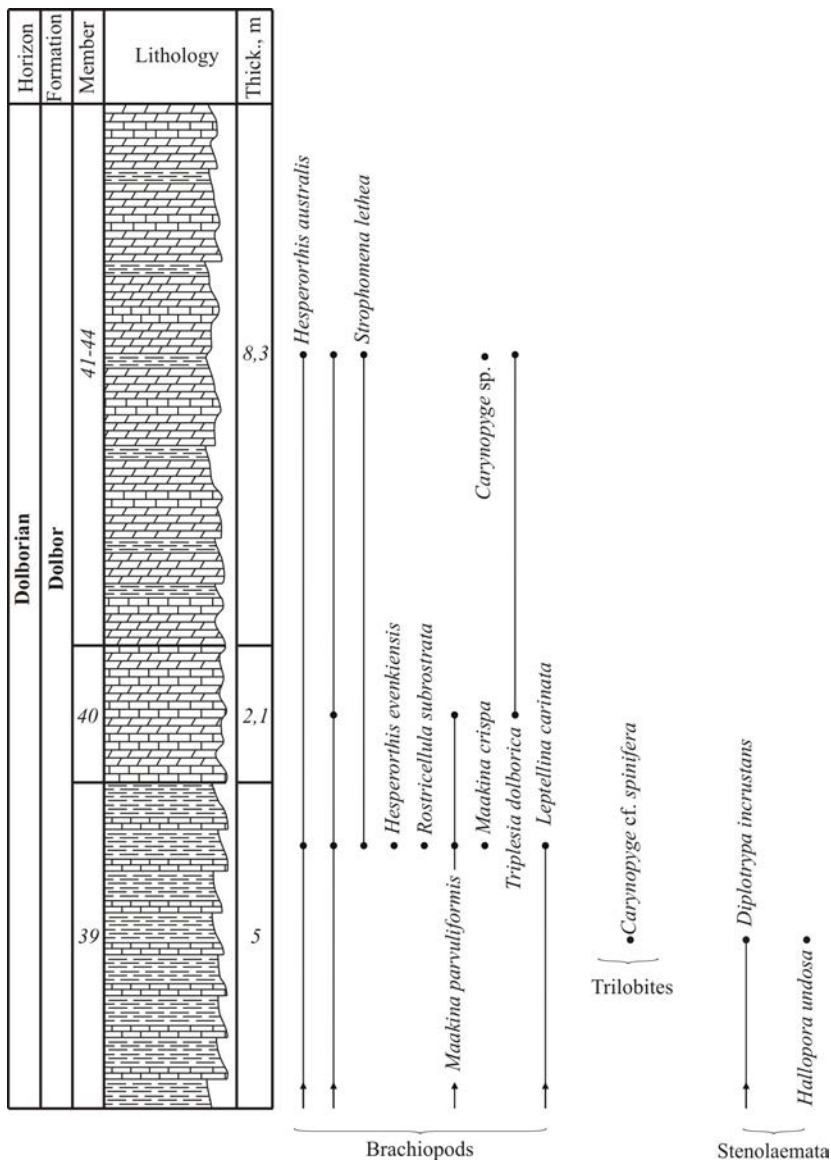 Horizon
Formation
Member
Lithology
Thick., m
Dolborian
Dolbor
41-44
8,3
40
2,1
39
5
Hesperorthis australis
Strophomena lethea
Carynopyge sp.
Hesperorthis evenkiensis
Rostricellula subrostrata
Maakina parvuliformis
Maakina crispa
Triplesia dolborica
Leptellina carinata
Carynopyge cf. spinifera
Diplotrypa incrustans
Hallopora undosa
Brachiopods
Trilobites
Stenolaemata